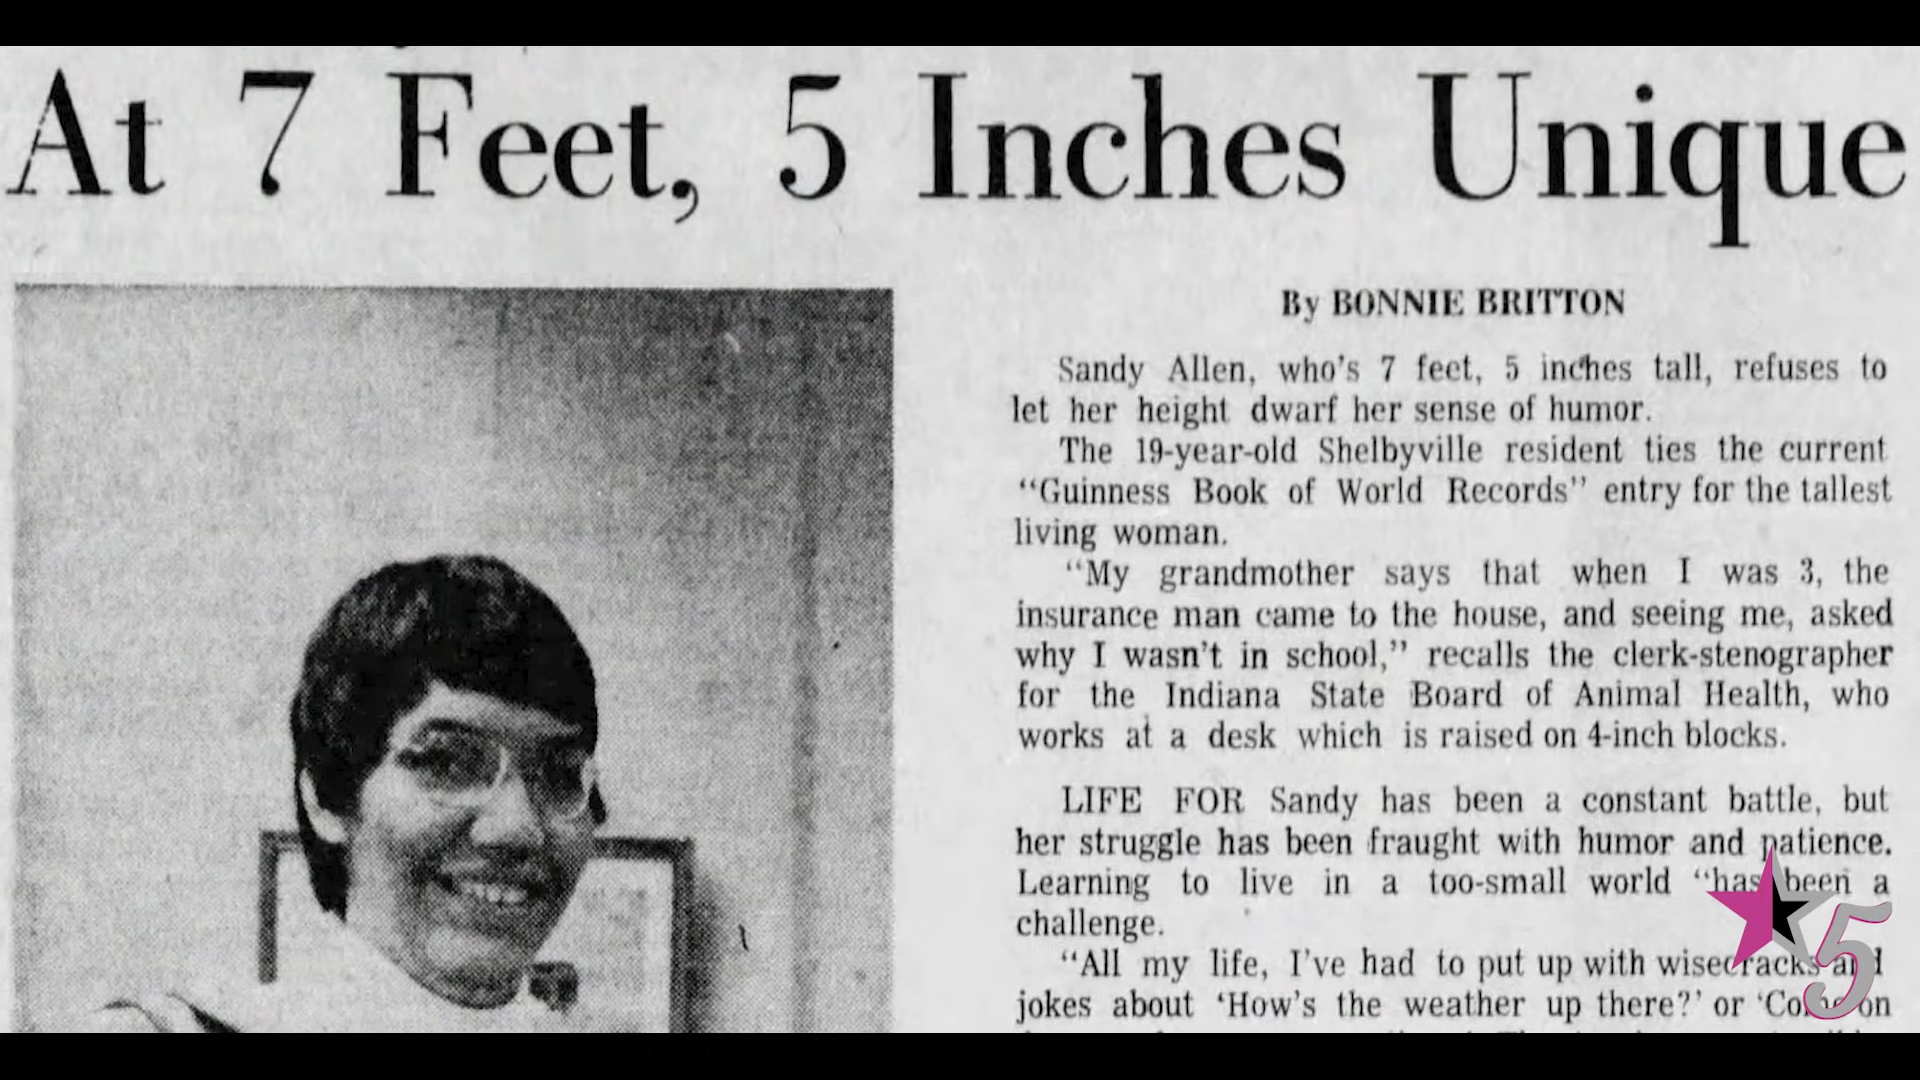 At 7 Feet, 5 Inches Unique
By BONNIE BRITTON
Sandy Allen, who's 7 feet, 5 inches tall, refuses to
let her height dwarf her sense of humor.
The 19-year-old Shelbyville resident ties the current
“Guinness Book of World Records” entry for the tallest
living woman.
“My grandmother says that when I was 3, the
insurance man came to the house, and seeing me, asked
why I wasn't in school,” recalls the clerk-stenographer
for the Indiana State Board of Animal Health, who
works at a desk which is raised on 4-inch blocks.
LIFE FOR Sandy has been a constant battle, but
her struggle has been fraught with humor and patience.
Learning to live in a too-small world “has been a
challenge.
“All my life, I've had to put up with wisecracks and
jokes about ‘How's the weather up there?’ or ‘Come on
5